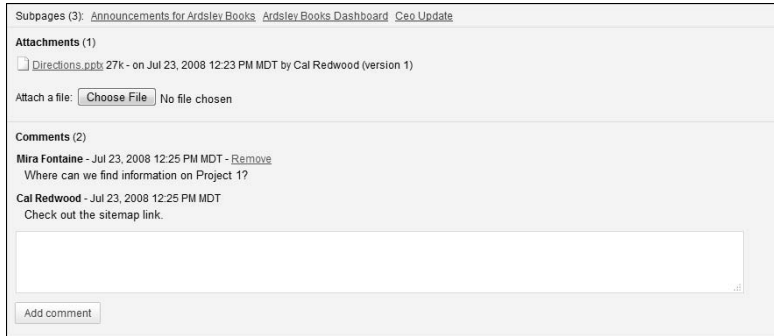 Subpages (3): Announcements for Ardsley Books Ardsley Books Dashboard Ceo Update
Attachments (1)
Directions.pptx 27k - on Jul 23, 2008 12:23 PM MDT by Cal Redwood (version 1)
Attach a file: Choose File No file chosen
Comments (2)
Mira Fontaine - Jul 23, 2008 12:25 PM MDT - Remove
Where can we find information on Project 1?
Cal Redwood - Jul 23, 2008 12:25 PM MDT
Check out the sitemap link.
Add comment